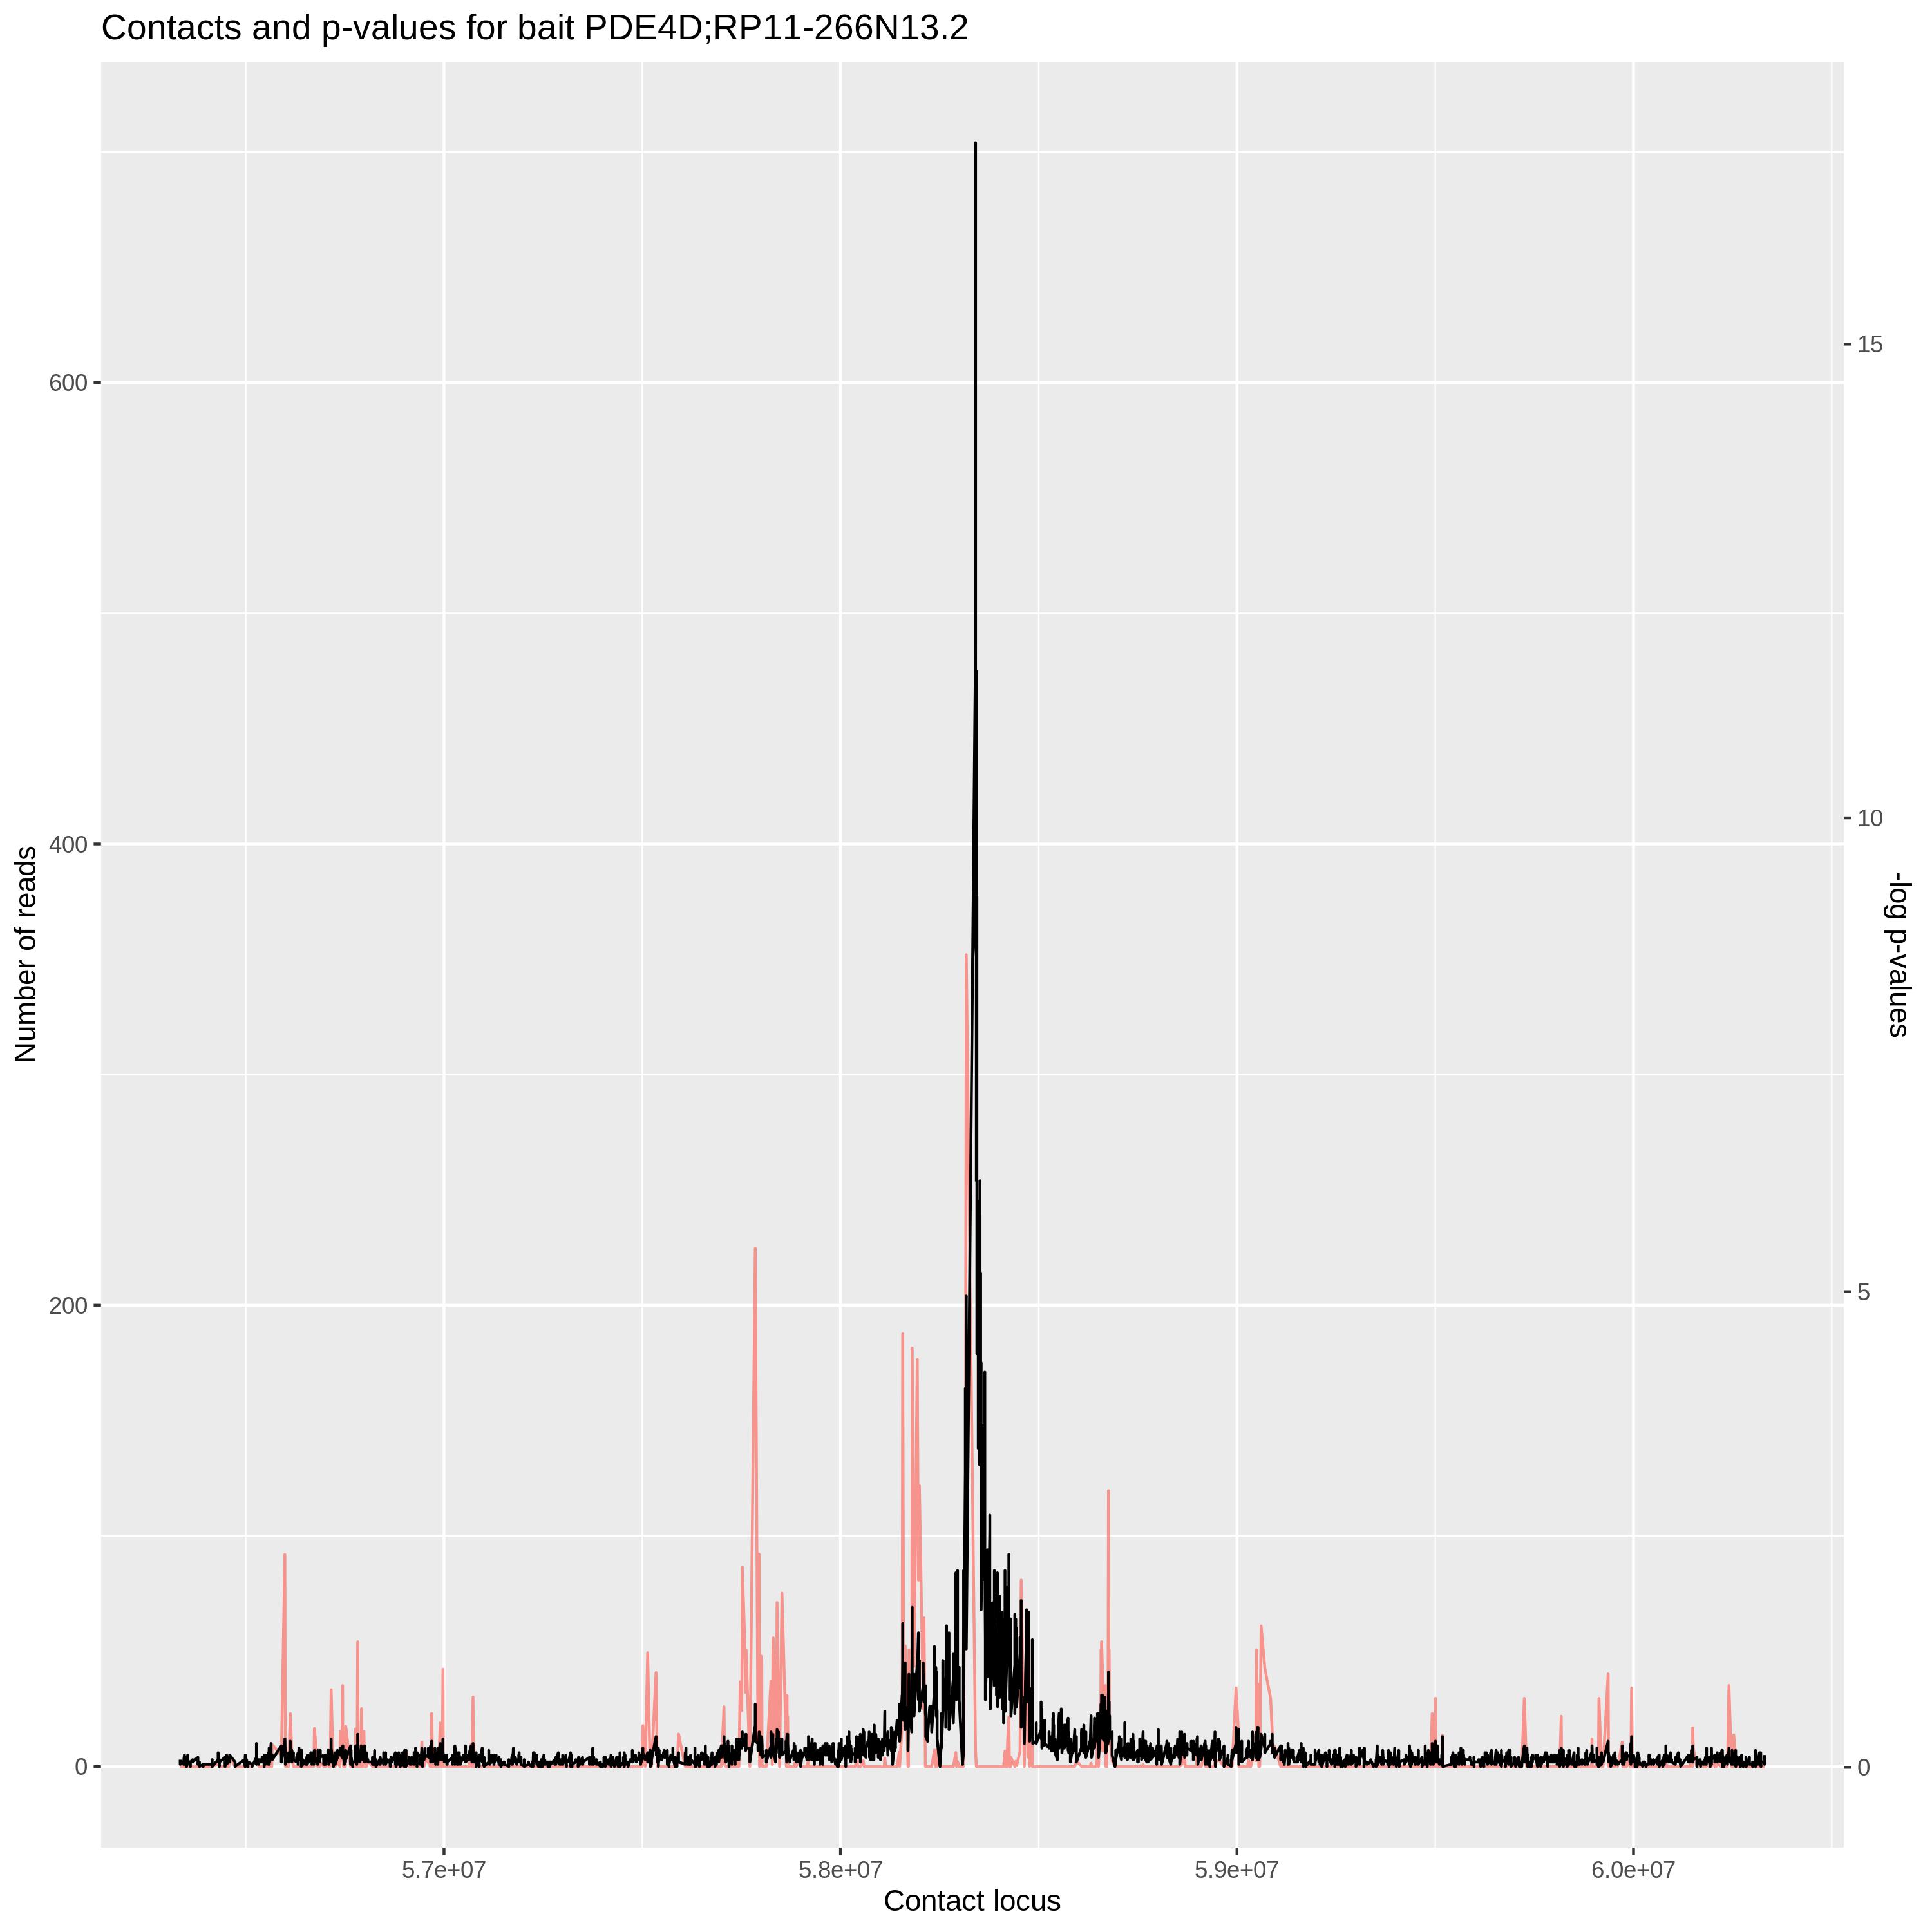 Contacts and p-values for bait PDE4D;RP11-266N13.2
Number of reads
600
400
200
0
15
10
5
0
-log p-values
5.7e+07 5.8e+07 5.9e+07 6.0e+07
Contact locus